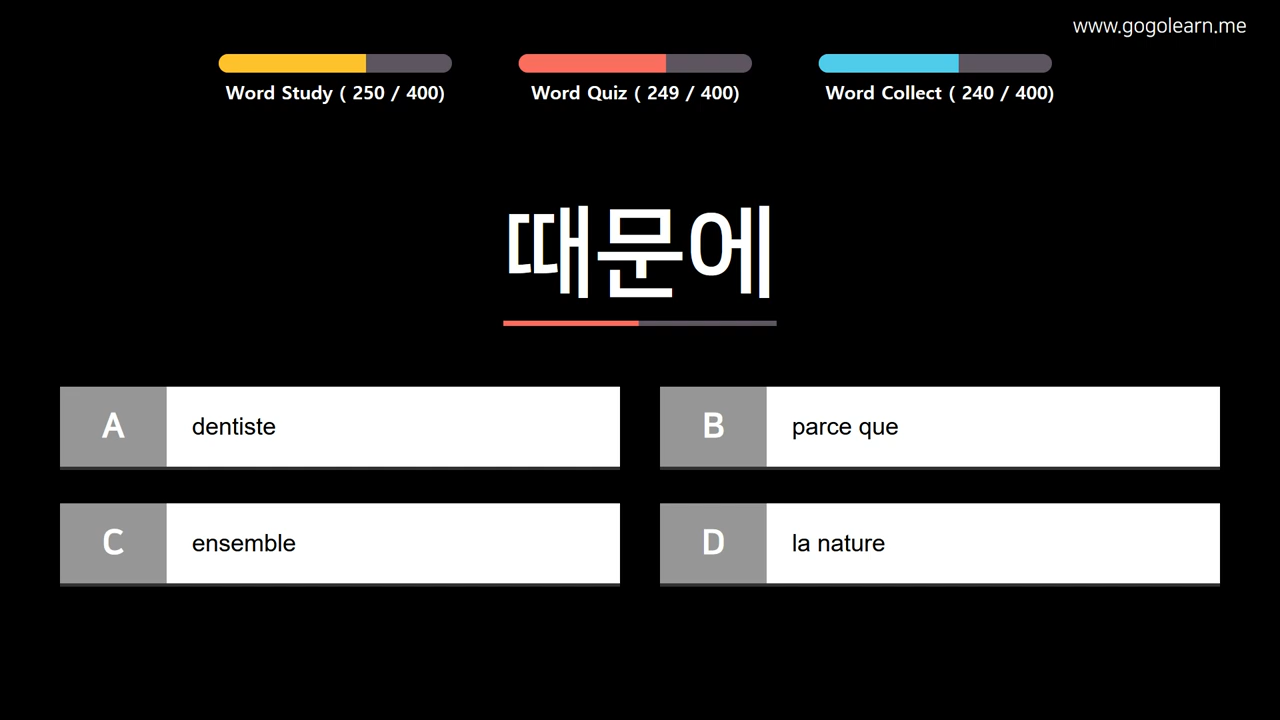 www.gogolearn.me
Word Study ( 250 / 400)
Word Quiz ( 249 / 400)
Word Collect ( 240 / 400)
때문에
A dentiste
B parce que
C ensemble
D la nature